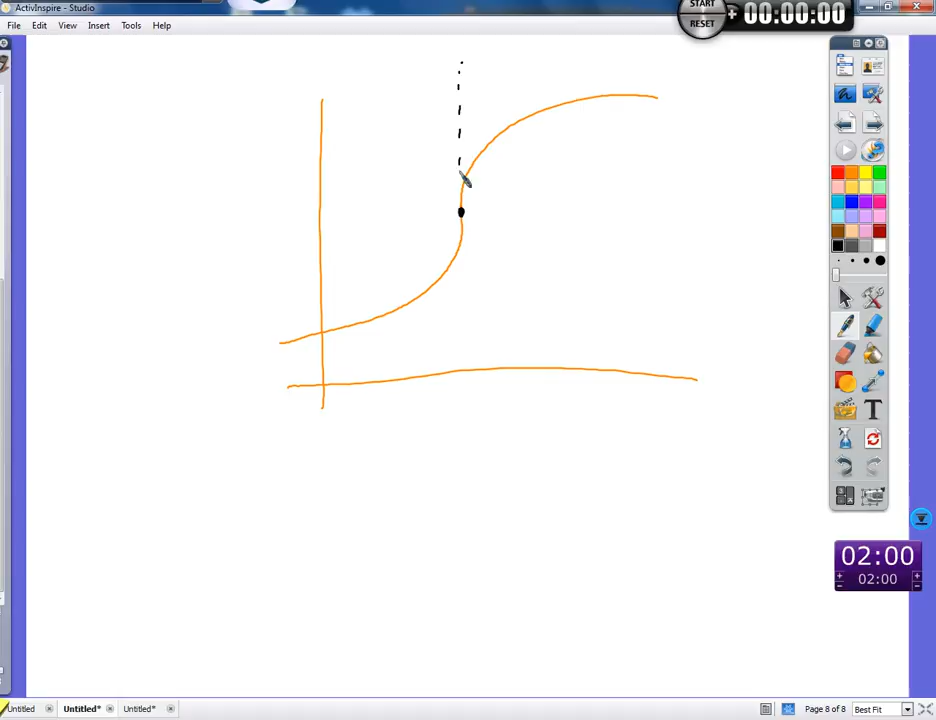 ActivInspire - Studio
START
RESET
+ 00:00:00
File Edit View Insert Tools Help
02:00
02:00
Untitled Untitled* Untitled*
Page 8 of 8 Best Fit